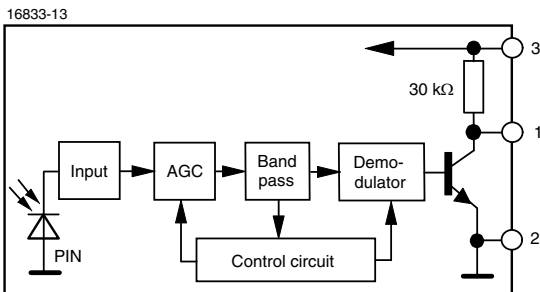 16833-13
3
30 kΩ
1
Input
AGC
Band
pass
Demo-
dulator
PIN
Control circuit
2